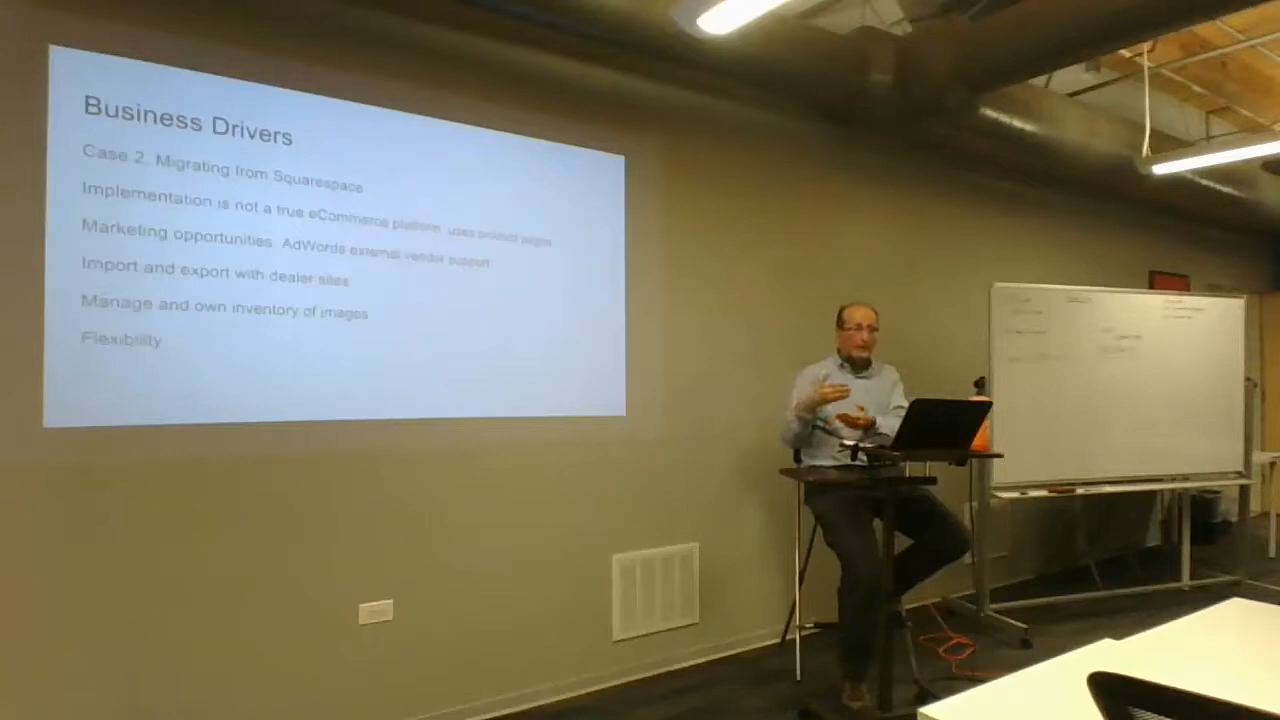 Business Drivers
Case 2. Migrating from Squarespace
Implementation is not a true eCommerce platform uses product pages
Marketing opportunities. AdWords external vendor support
Import and export with dealer sites
Manage and own inventory of images
Flexibility